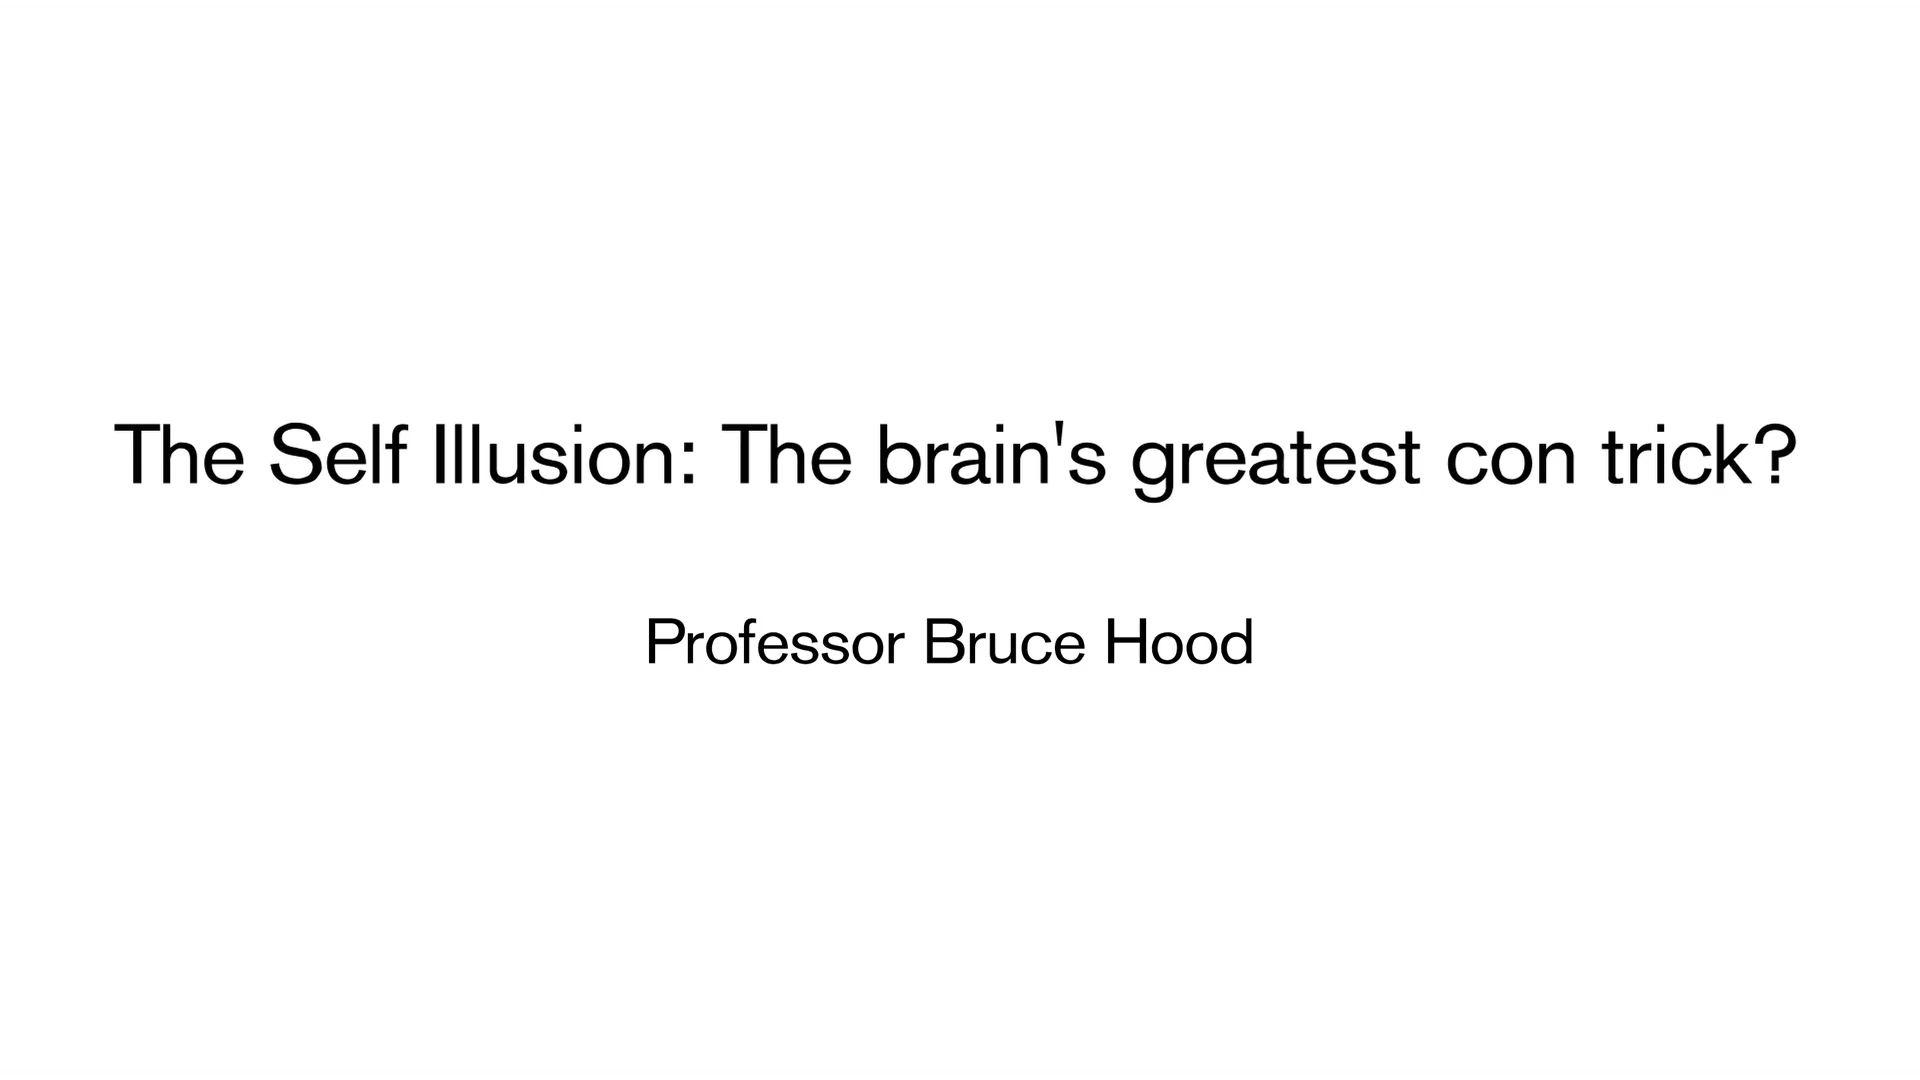 The Self Illusion: The brain's greatest con trick?
Professor Bruce Hood